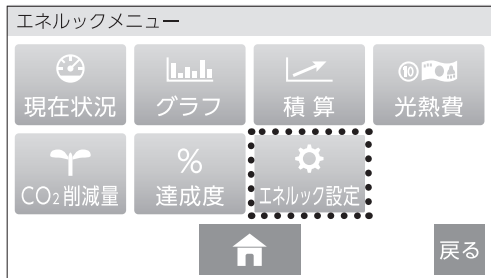 エネルックメニュー
現在状況 グラフ 積算 ⑩ 光熱費
CO₂削減量 % 達成度 エネルック設定
戻る